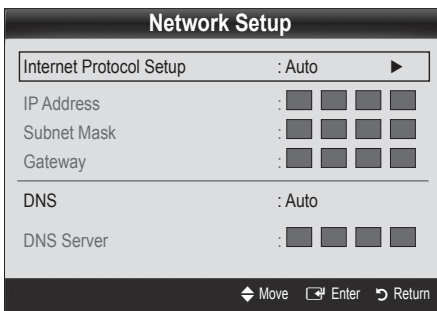 Network Setup
Internet Protocol Setup : Auto ▶
IP Address :
Subnet Mask :
Gateway :
DNS : Auto
DNS Server :
Move Enter Return